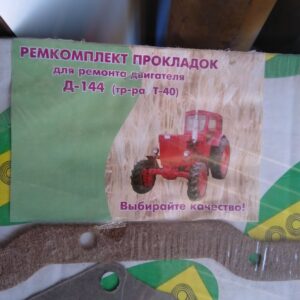 РЕМКОМПЛЕКТ ПРОКЛАДОК
для ремонта двигателя
Д-144 (тр-ра Т-40)
Выбирайте качество!